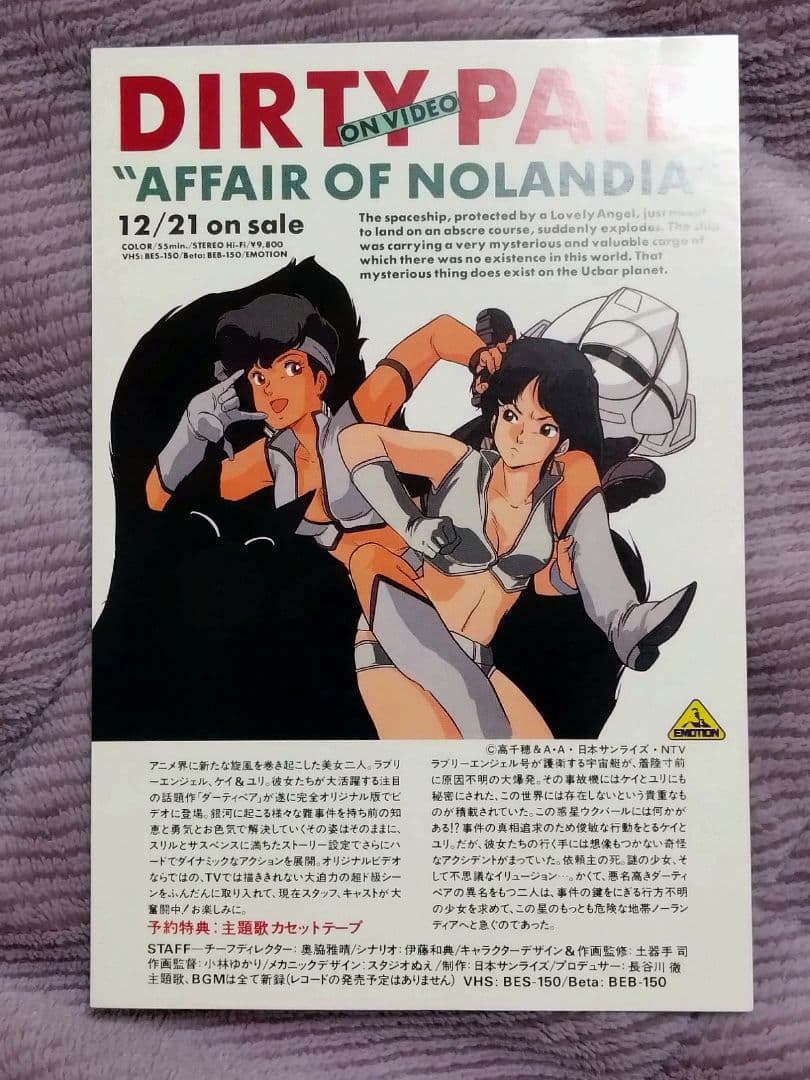 DIRTY PAIR
ON VIDEO
"AFFAIR OF NOLANDIA"
12/21 on sale
COLOR/55min./STEREO Hi-Fi/¥9,800
VHS: BES-150/Beta: BEB-150/EMOTION
The spaceship, protected by a Lovely Angel, just meant
to land on an abscre course, suddenly explodes. The ship
was carrying a very mysterious and valuable cargo of
which there was no existence in this world. That
mysterious thing does exist on the Ucbar planet.
EMOTION
©高千穂&A・A・日本サンライズ・NTV
アニメ界に新たな旋風を巻き起こした美女二人。ラブリ
ーエンジェル、ケイ&ユリ。彼女たちが大活躍する注目
の話題作「ダーティペア」が遂に完全オリジナル版でビ
デオに登場。銀河に起こる様々な難事件を持ち前の知
恵と勇気とお色気で解決していくその姿はそのままに、
スリルとサスペンスに満ちたストーリー設定でさらにハ
ードでダイナミックなアクションを展開。オリジナルビデオ
ならではの、TVでは描ききれない大迫力の超ド級シー
ンをふんだんに取り入れて、現在スタッフ、キャストが大
奮闘中!お楽しみに。
予約特典:主題歌カセットテープ
ラブリーエンジェル号が護衛する宇宙艇が、着陸寸前
に原因不明の大爆発。その事故機にはケイとユリにも
秘密にされた、この世界には存在しないという貴重なも
のが積載されていた。この惑星ウクバールには何かが
ある!?事件の真相追求のため俊敏な行動をとるケイと
ユリ。だが、彼女たちの行く手には想像もつかない奇怪
なアクシデントがまっていた。依頼主の死。謎の少女、そ
して不思議なイリュージョン…。かくて、悪名高きダーティ
ペアの異名をもつ二人は、事件の鍵をにぎる行方不明
の少女を求めて、この星のもっとも危険な地帯ノーラン
ディアへと急ぐのであった。
STAFF―チーフディレクター:奥脇雅晴/シナリオ:伊藤和典/キャラクターデザイン&作画監修:土器手 司
作画監督:小林ゆかり/メカニックデザイン:スタジオぬえ/制作:日本サンライズ/プロデューサー:長谷川 徹
主題歌、BGMは全て新録(レコードの発売予定はありません) VHS: BES-150/Beta: BEB-150